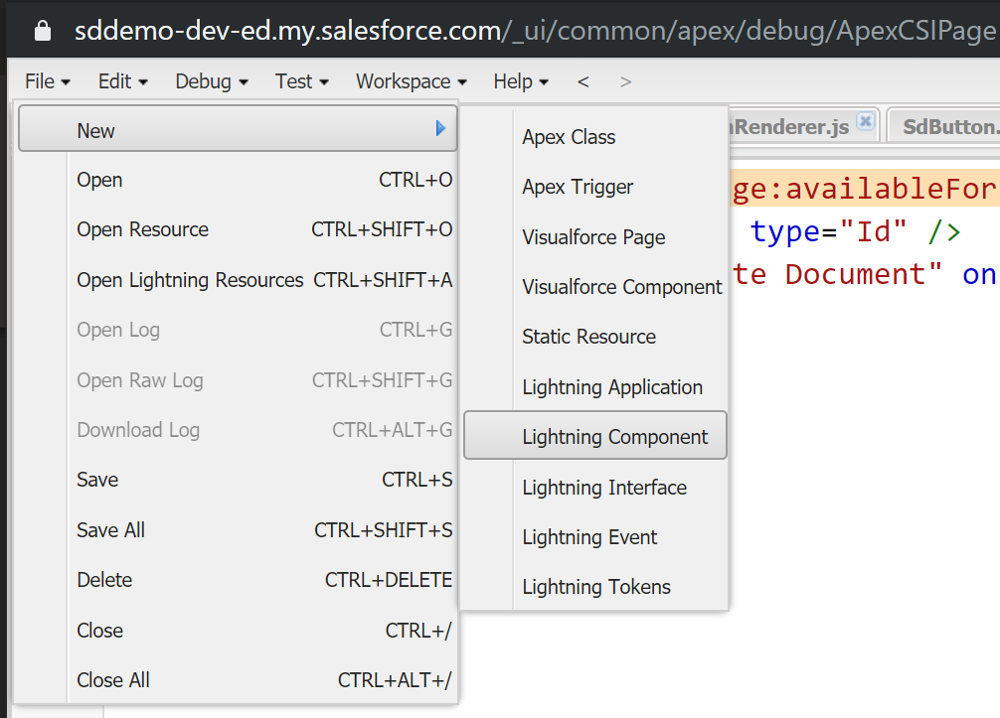 sddemo-dev-ed.my.salesforce.com/_ui/common/apex/debug/ApexCSIPage
File Edit Debug Test Workspace Help < >
New
Open CTRL+O
Open Resource CTRL+SHIFT+O
Open Lightning Resources CTRL+SHIFT+A
Open Log CTRL+G
Open Raw Log CTRL+SHIFT+G
Download Log CTRL+ALT+G
Save CTRL+S
Save All CTRL+SHIFT+S
Delete CTRL+DELETE
Close CTRL+/
Close All CTRL+ALT+/
Apex Class
Apex Trigger
Visualforce Page
Visualforce Component
Static Resource
Lightning Application
Lightning Component
Lightning Interface
Lightning Event
Lightning Tokens
nRenderer.js SdButton.
ge:availableFor
type="Id" />
te Document" on